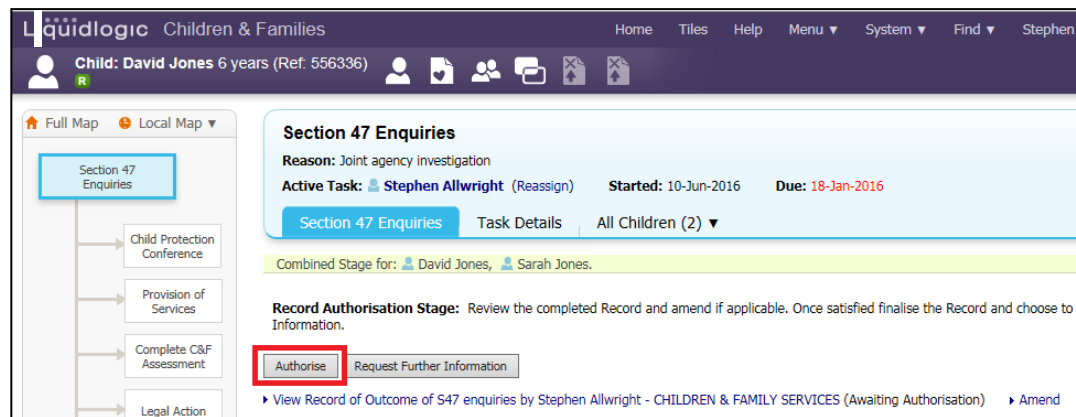 Liquidlogic Children & Families
Home Tiles Help Menu ▼ System ▼ Find ▼ Stephen
Child: David Jones 6 years (Ref: 556336)
R
Full Map Local Map ▼
Section 47
Enquiries
Child Protection
Conference
Provision of
Services
Complete C&F
Assessment
Legal Action
Section 47 Enquiries
Reason: Joint agency investigation
Active Task: Stephen Allwright (Reassign) Started: 10-Jun-2016 Due: 18-Jan-2016
Section 47 Enquiries Task Details All Children (2) ▼
Combined Stage for: David Jones, Sarah Jones.
Record Authorisation Stage: Review the completed Record and amend if applicable. Once satisfied finalise the Record and choose to
Information.
Authorise Request Further Information
View Record of Outcome of S47 enquiries by Stephen Allwright - CHILDREN & FAMILY SERVICES (Awaiting Authorisation) Amend